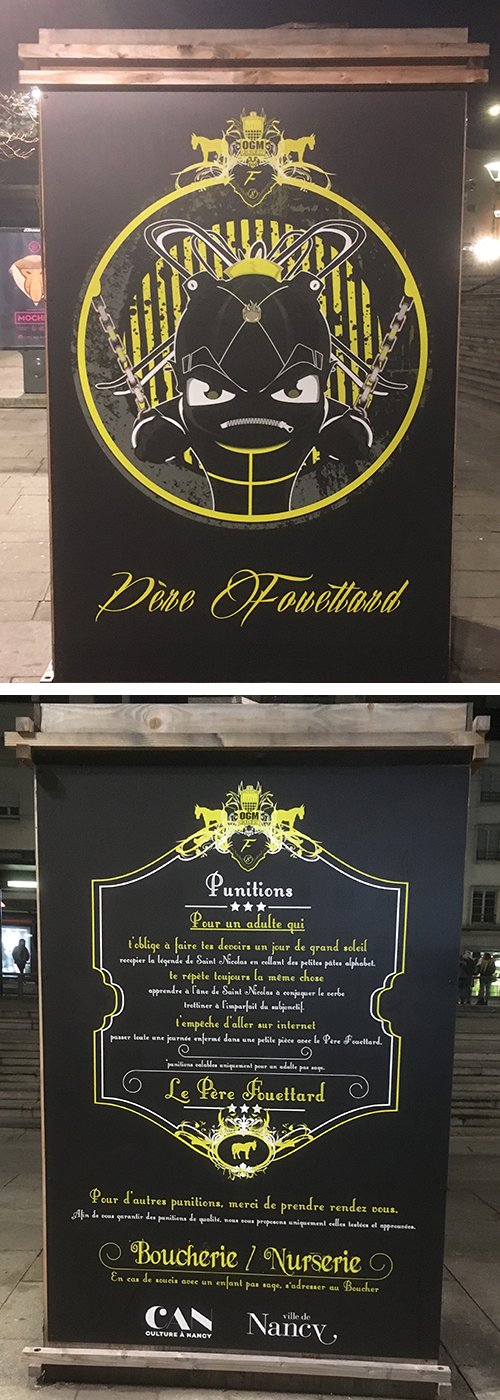 OGM
F
MOCHE
Père Fouettard
OGM
F
Punitions
Pour un adulte qui
t'oblige à faire tes devoirs un jour de grand soleil
recopier la légende de Saint Nicolas en collant des petites pâtes alphabet.
te répète toujours la même chose
apprendre à l'âne de Saint Nicolas à conjuguer le verbe
trottiner à l'imparfait du subjonctif.
t'empêche d'aller sur internet
passer toute une journée enfermé dans une petite pièce avec le Père Fouettard.
*punitions valables uniquement pour un adulte pas sage.
Le Père Fouettard
Pour d'autres punitions, merci de prendre rendez vous.
Afin de vous garantir des punitions de qualité, nous vous proposons uniquement celles testées et approuvées.
Boucherie / Nurserie
En cas de soucis avec un enfant pas sage, s'adresser au Boucher
CAN
CULTURE À NANCY
ville de
Nancy,